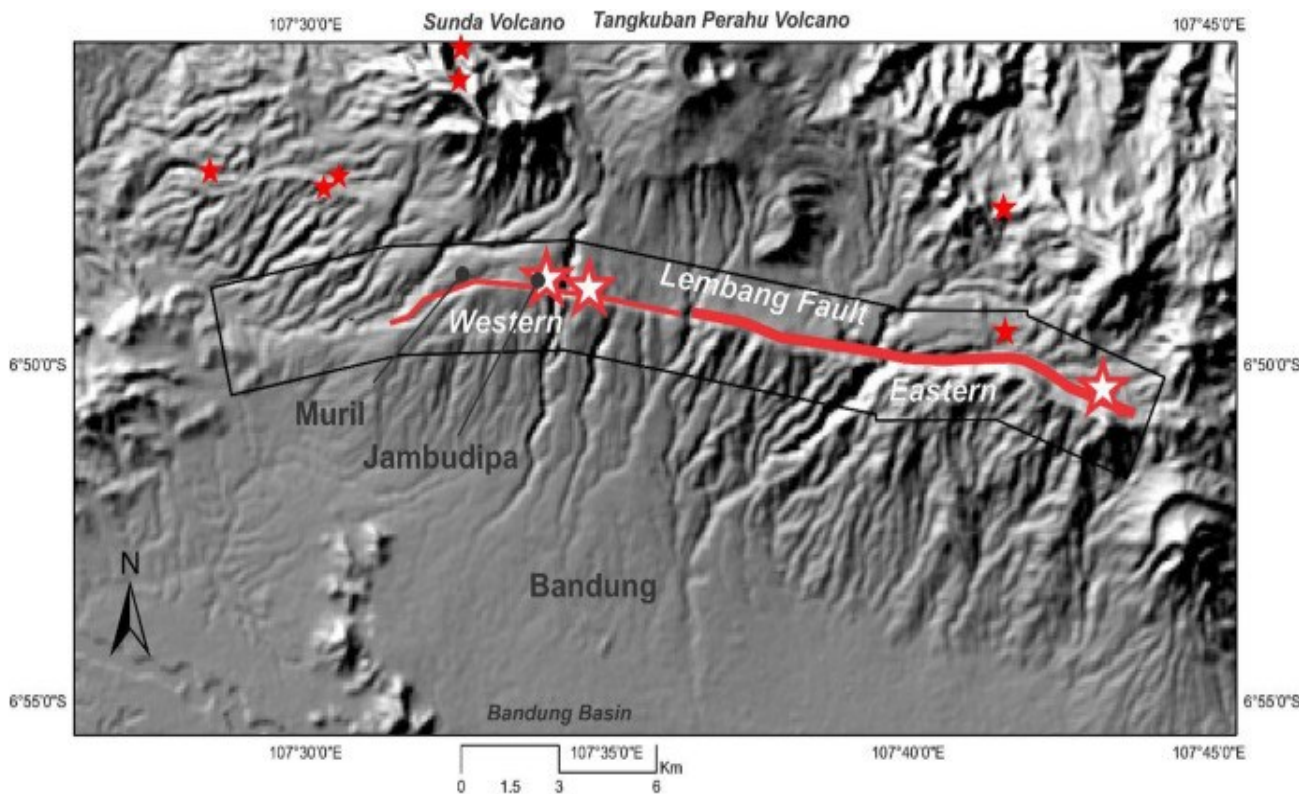 107°30'0"E
Sunda Volcano
Tangkuban Perahu Volcano
107°45'0"E
Lembang Fault
Western
6°50'0"S
6°50'0"S
Eastern
Muril
Jambudipa
N
Bandung
6°55'0"S
6°55'0"S
Bandung Basin
107°30'0"E
107°35'0"E
107°40'0"E
107°45'0"E
Km
0 1.5 3 6